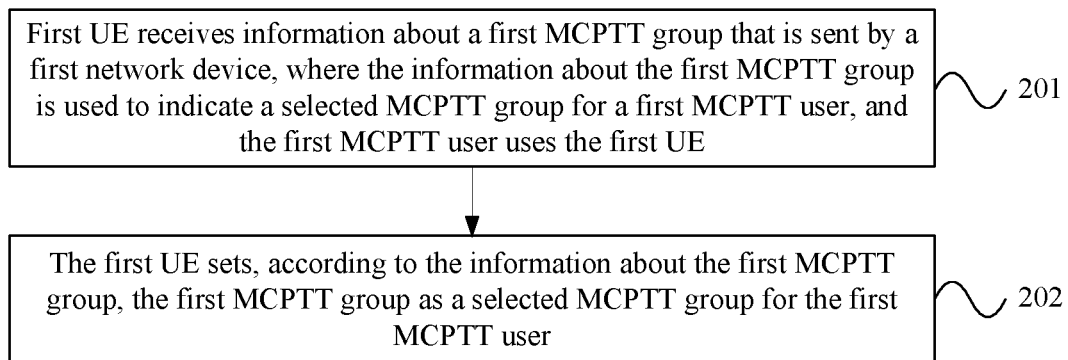 First UE receives information about a first MCPTT group that is sent by a
first network device, where the information about the first MCPTT group
is used to indicate a selected MCPTT group for a first MCPTT user, and
the first MCPTT user uses the first UE
201
The first UE sets, according to the information about the first MCPTT
group, the first MCPTT group as a selected MCPTT group for the first
MCPTT user
202